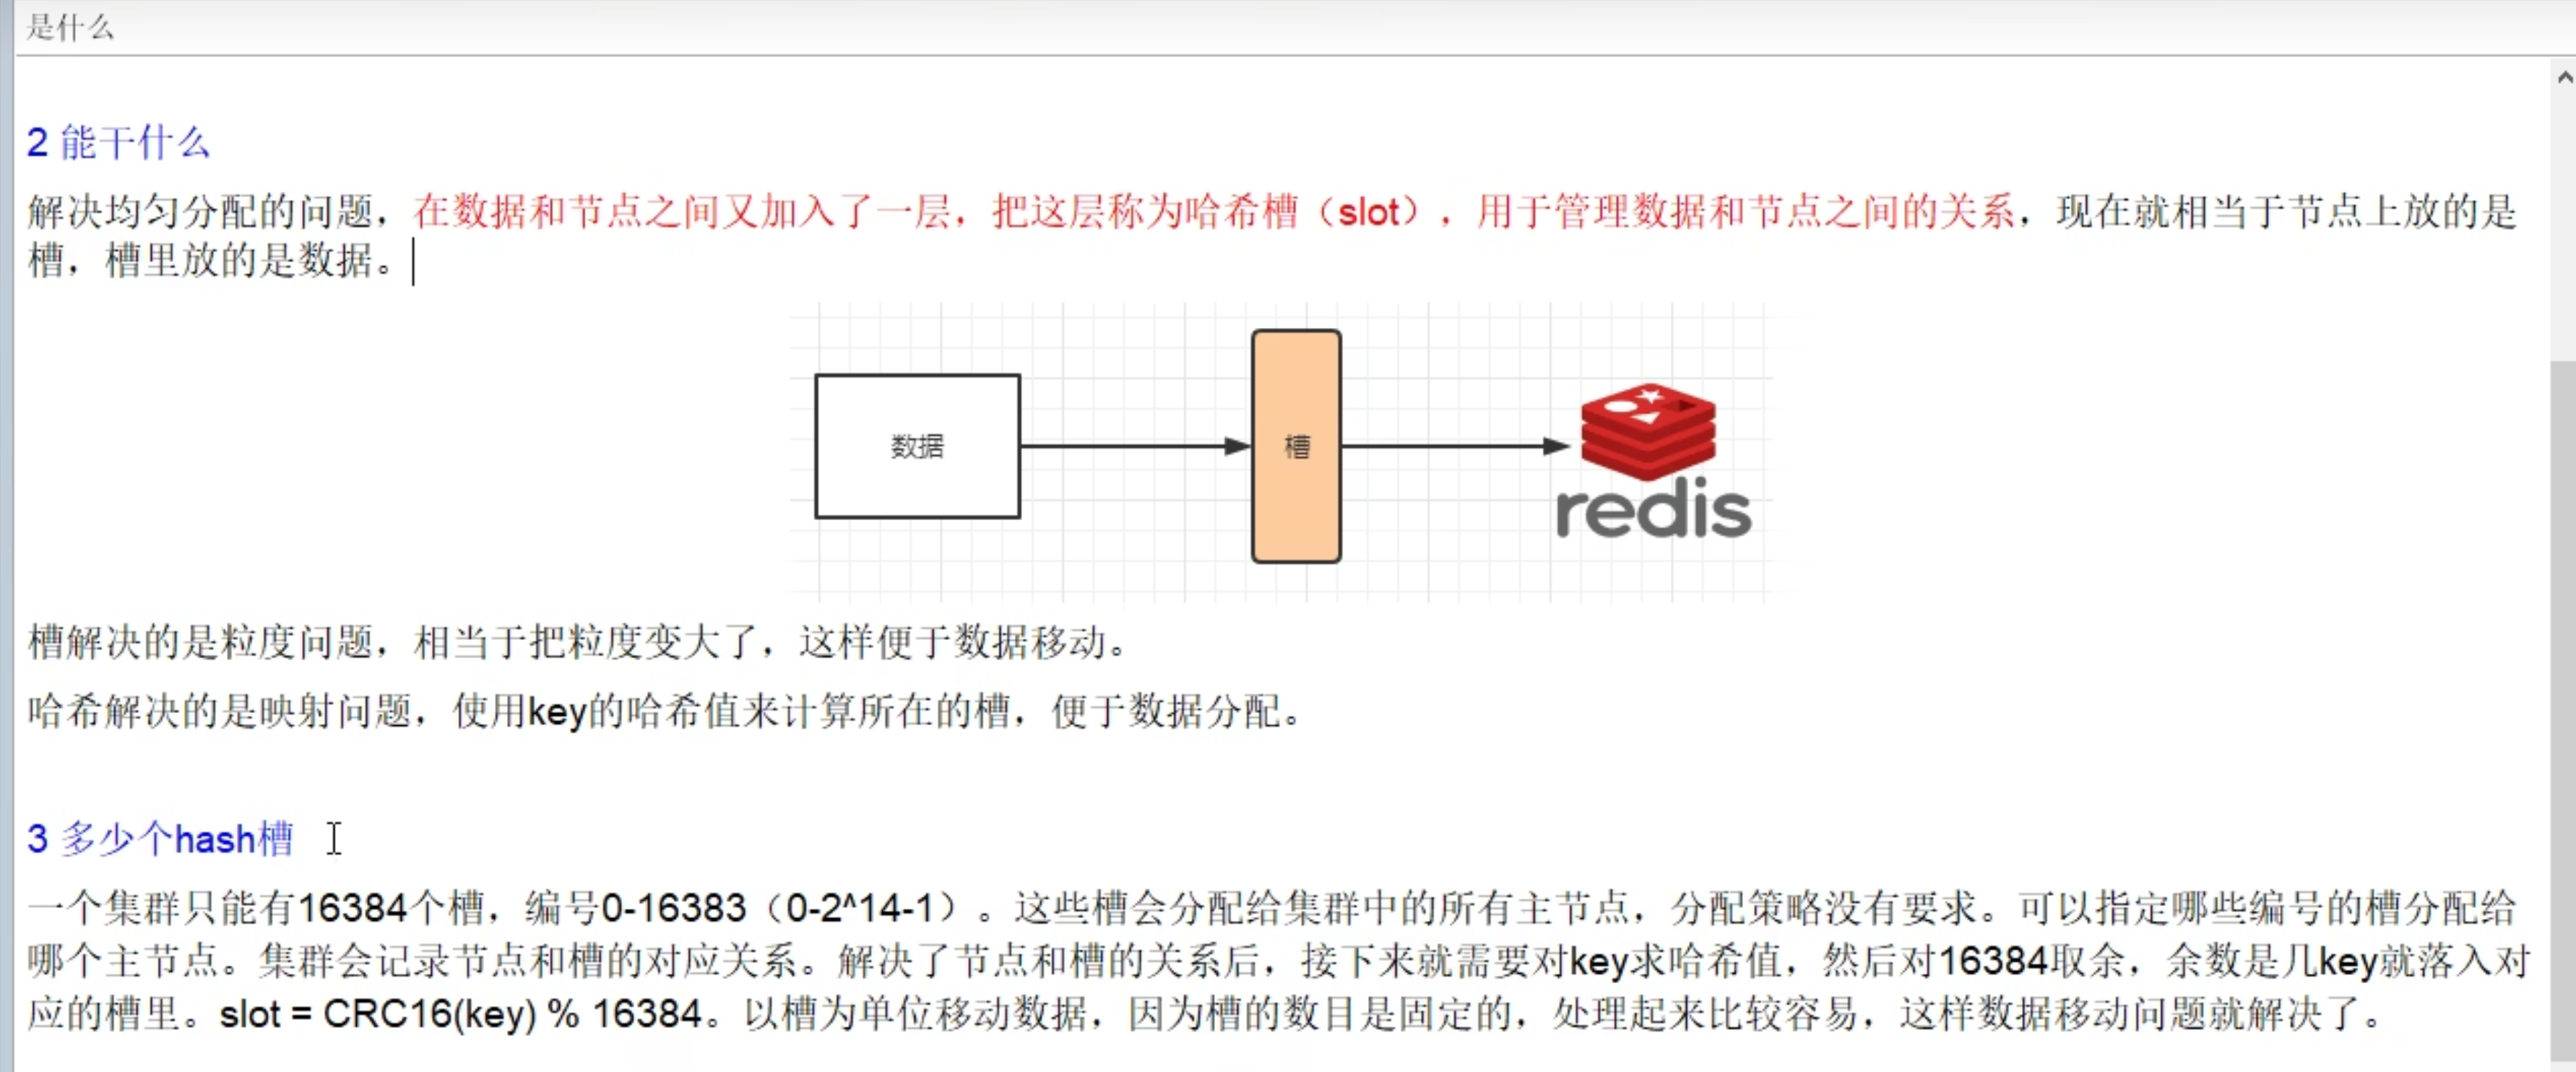 是什么
2 能干什么
解决均匀分配的问题，在数据和节点之间又加入了一层，把这层称为哈希槽（slot），用于管理数据和节点之间的关系，现在就相当于节点上放的是
槽，槽里放的是数据。
数据
槽
redis
槽解决的是粒度问题，相当于把粒度变大了，这样便于数据移动。
哈希解决的是映射问题，使用key的哈希值来计算所在的槽，便于数据分配。
3 多少个hash槽
一个集群只能有16384个槽，编号0-16383（0-2^14-1）。这些槽会分配给集群中的所有主节点，分配策略没有要求。可以指定哪些编号的槽分配给
哪个主节点。集群会记录节点和槽的对应关系。解决了节点和槽的关系后，接下来就需要对key求哈希值，然后对16384取余，余数是几key就落入对
应的槽里。slot = CRC16(key) % 16384。以槽为单位移动数据，因为槽的数目是固定的，处理起来比较容易，这样数据移动问题就解决了。